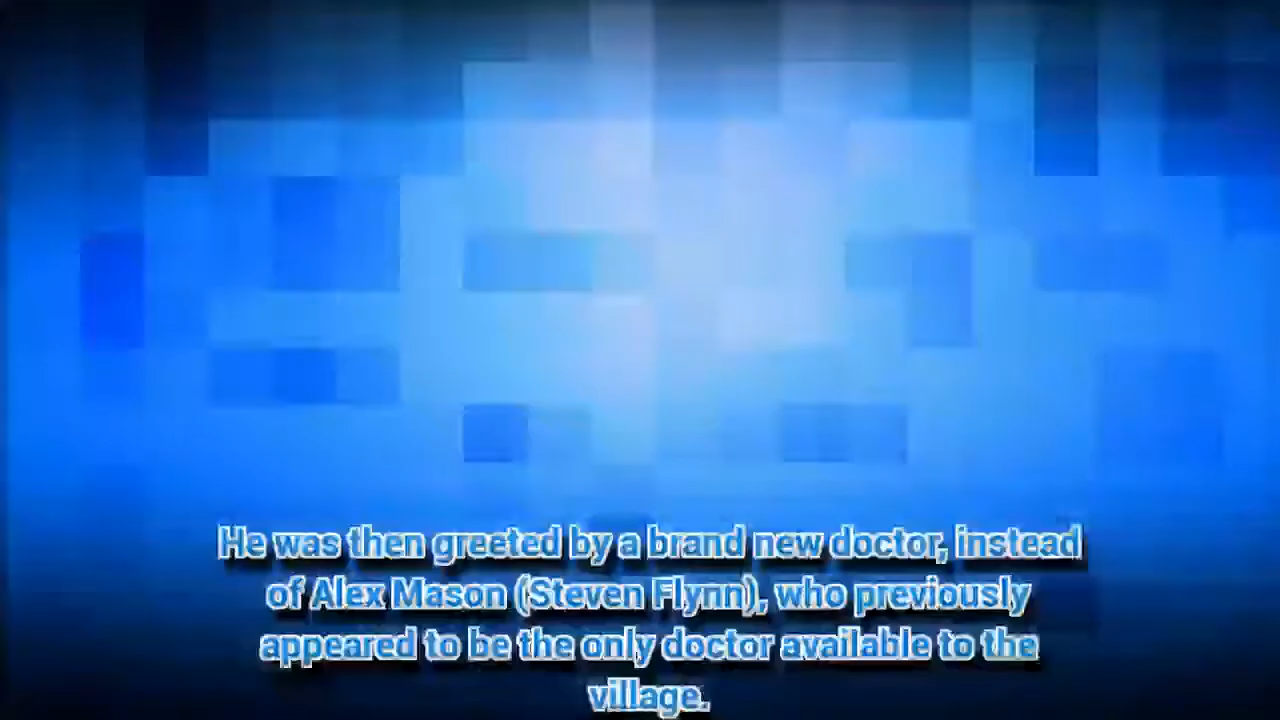 He was then greeted by a brand new doctor, instead
of Alex Mason (Steven Flynn), who previously
appeared to be the only doctor available to the
village.